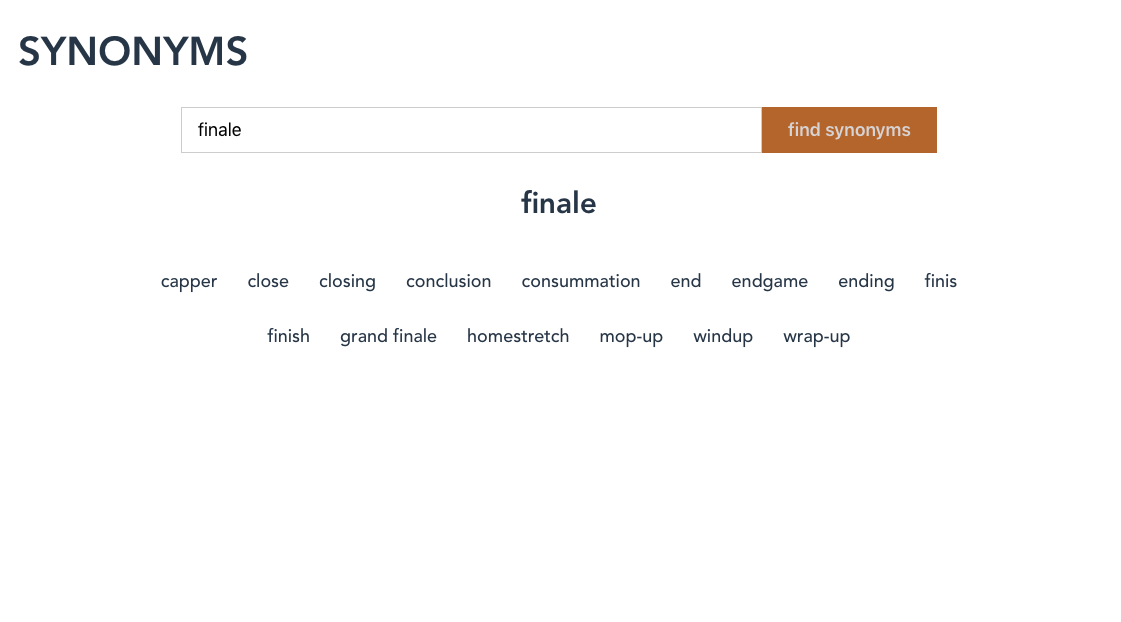 SYNONYMS
finale find synonyms
finale
capper close closing conclusion consummation end endgame ending finis
finish grand finale homestretch mop-up windup wrap-up